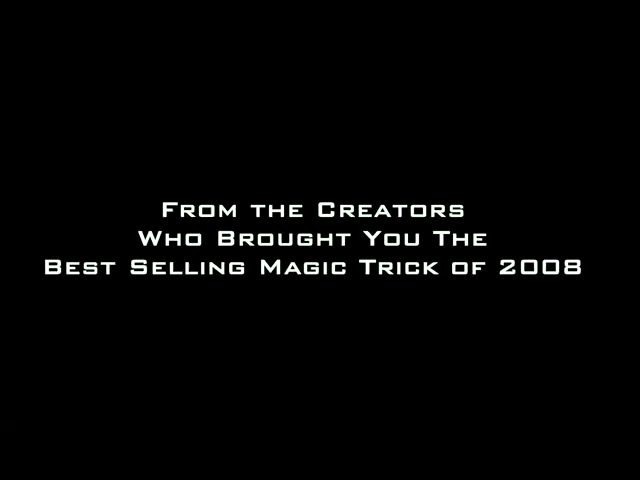 From the Creators
Who Brought You The
Best Selling Magic Trick of 2008